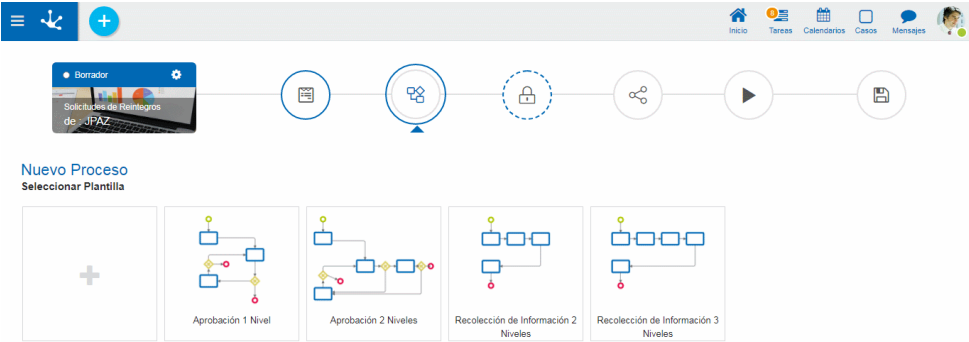 8
Inicio
Tareas
Calendarios
Casos
Mensajes
Borrador
Solicitudes de Reintegros
de : JPAZ
Nuevo Proceso
Seleccionar Plantilla
Aprobación 1 Nivel
Aprobación 2 Niveles
Recolección de Información 2
Niveles
Recolección de Información 3
Niveles